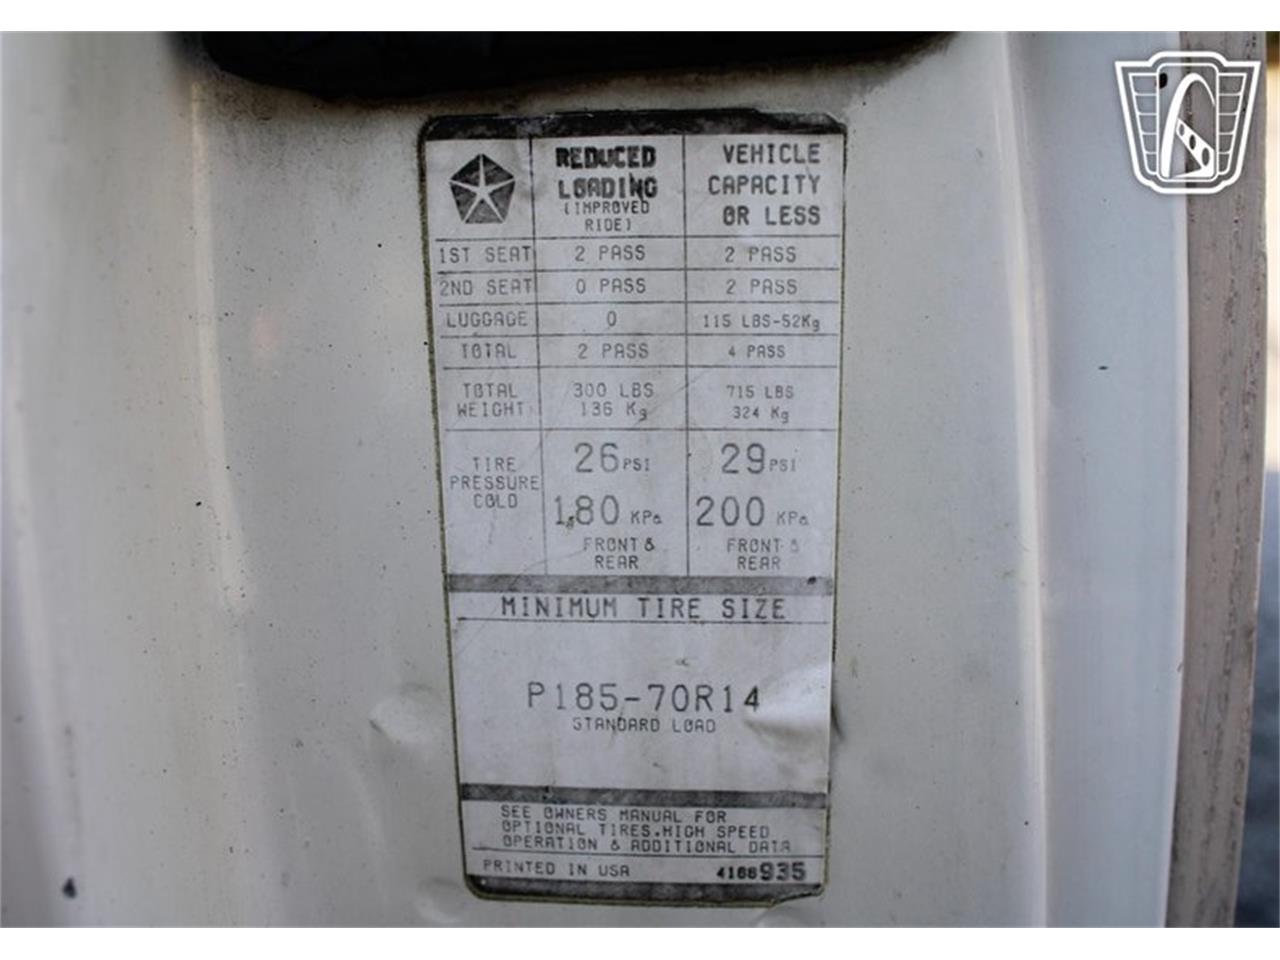 REDUCED
LOADING
(IMPROVED
RIDE)
VEHICLE
CAPACITY
OR LESS
1ST SEAT 2 PASS 2 PASS
2ND SEAT 0 PASS 2 PASS
LUGGAGE 0 115 LBS-52Kg
TOTAL 2 PASS 4 PASS
TOTAL
WEIGHT
300 LBS
136 Kg
715 LBS
324 Kg
TIRE
PRESSURE
COLD
26 PSI
180 KPa
FRONT &
REAR
29 PSI
200 KPa
FRONT &
REAR
MINIMUM TIRE SIZE
P185-70R14
STANDARD LOAD
SEE OWNERS MANUAL FOR
OPTIONAL TIRES.HIGH SPEED
OPERATION & ADDITIONAL DATA
PRINTED IN USA 4166935